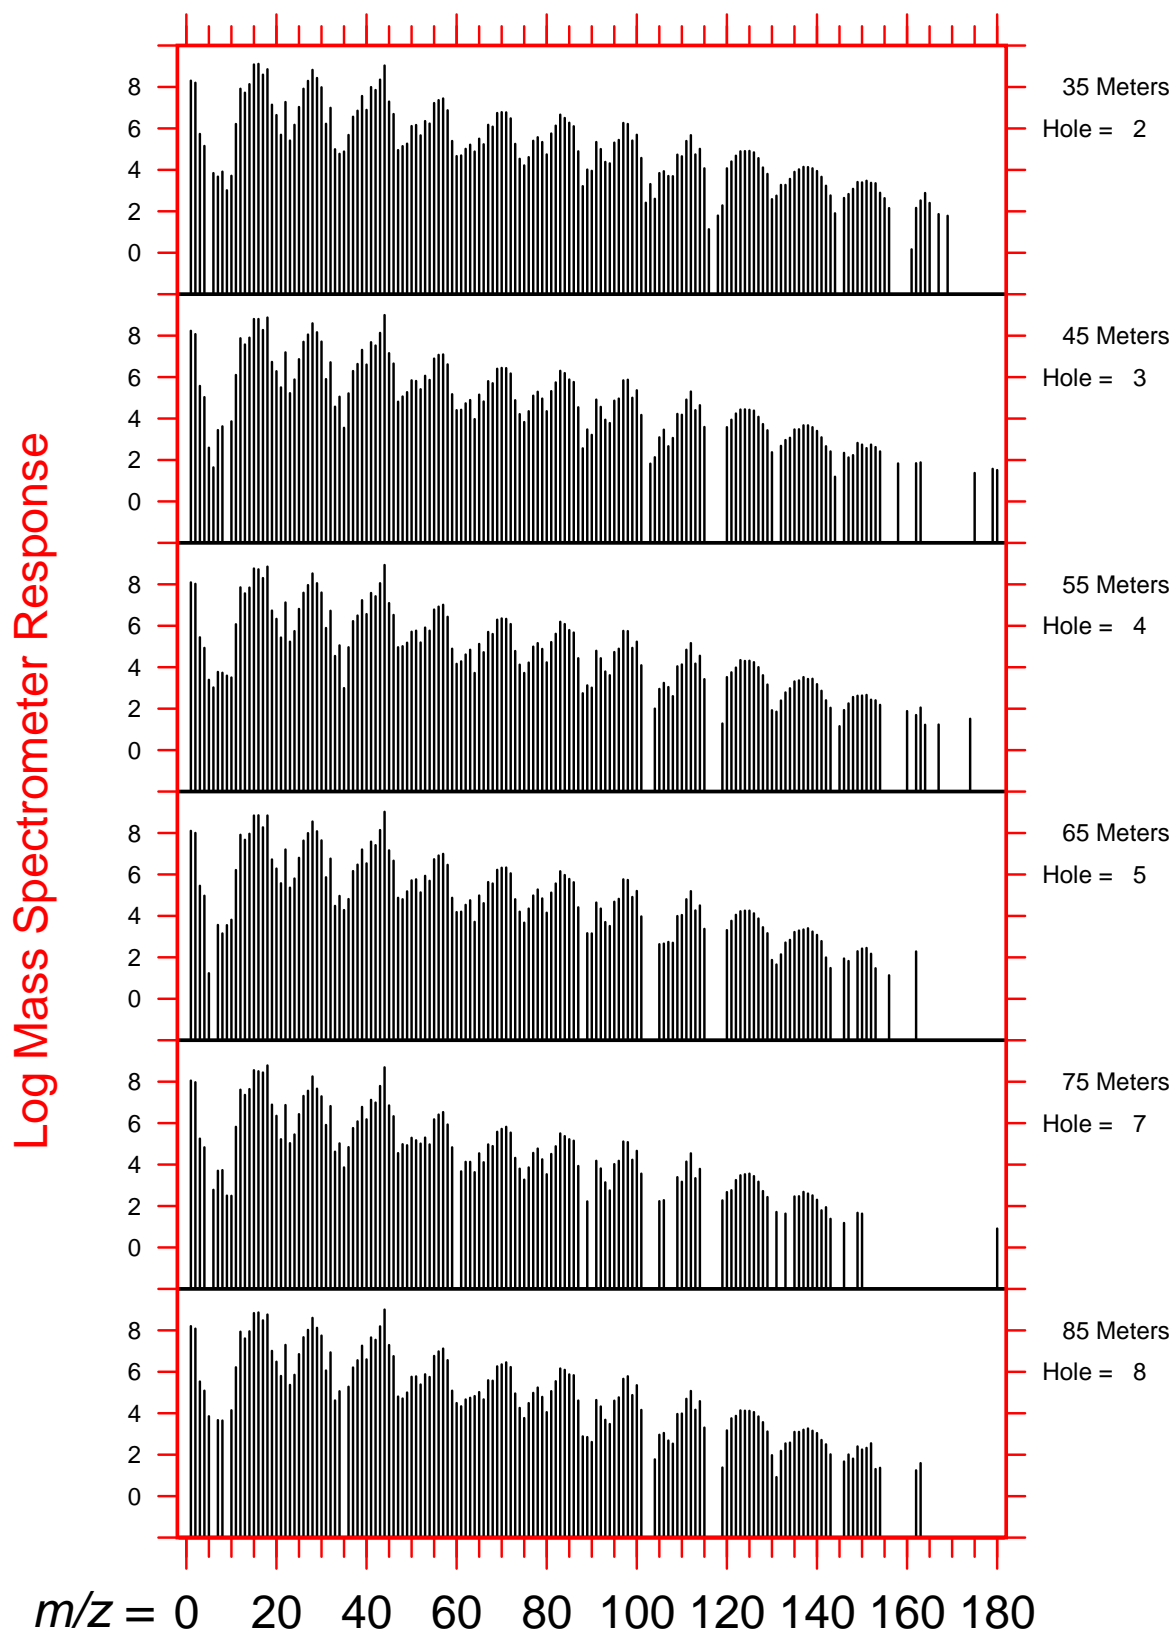 8
6
4
2
0
35 Meters
Hole = 2
8
6
4
2
0
45 Meters
Hole = 3
8
6
4
2
0
55 Meters
Hole = 4
8
6
4
2
0
65 Meters
Hole = 5
8
6
4
2
0
75 Meters
Hole = 7
8
6
4
2
0
85 Meters
Hole = 8
Log Mass Spectrometer Response
m/z = 0 20 40 60 80 100 120 140 160 180